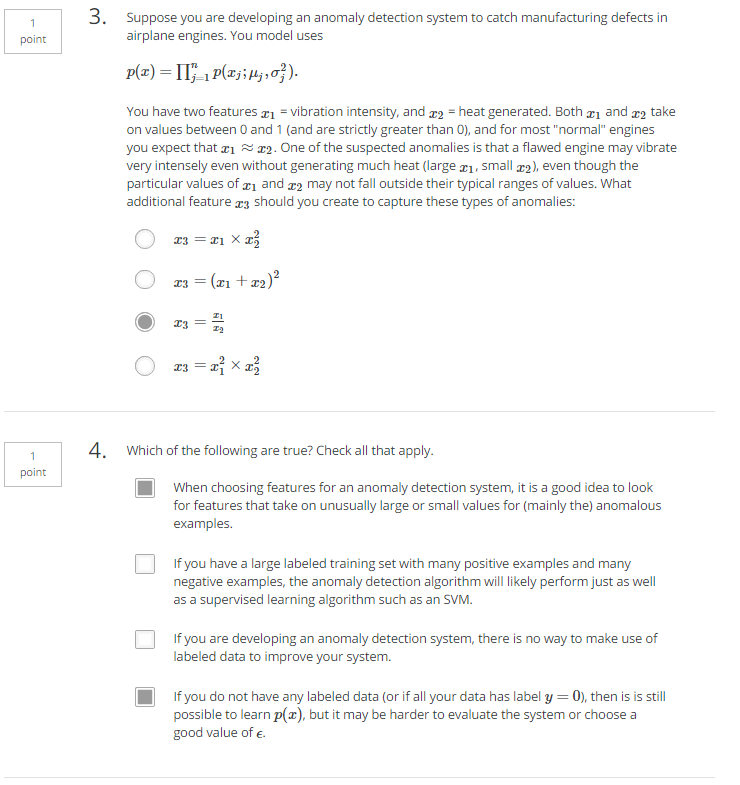 1
point
3.
Suppose you are developing an anomaly detection system to catch manufacturing defects in
airplane engines. You model uses
p(x) = ∏ⁿⱼ₌₁ p(xⱼ; μⱼ, σⱼ²).
You have two features x₁ = vibration intensity, and x₂ = heat generated. Both x₁ and x₂ take
on values between 0 and 1 (and are strictly greater than 0), and for most "normal" engines
you expect that x₁ ≈ x₂. One of the suspected anomalies is that a flawed engine may vibrate
very intensely even without generating much heat (large x₁, small x₂), even though the
particular values of x₁ and x₂ may not fall outside their typical ranges of values. What
additional feature x₃ should you create to capture these types of anomalies:
x₃ = x₁ × x₂²
x₃ = (x₁ + x₂)²
x₃ = x₁/x₂
x₃ = x₁² × x₂²
1
point
4.
Which of the following are true? Check all that apply.
When choosing features for an anomaly detection system, it is a good idea to look
for features that take on unusually large or small values for (mainly the) anomalous
examples.
If you have a large labeled training set with many positive examples and many
negative examples, the anomaly detection algorithm will likely perform just as well
as a supervised learning algorithm such as an SVM.
If you are developing an anomaly detection system, there is no way to make use of
labeled data to improve your system.
If you do not have any labeled data (or if all your data has label y = 0), then is is still
possible to learn p(x), but it may be harder to evaluate the system or choose a
good value of ϵ.